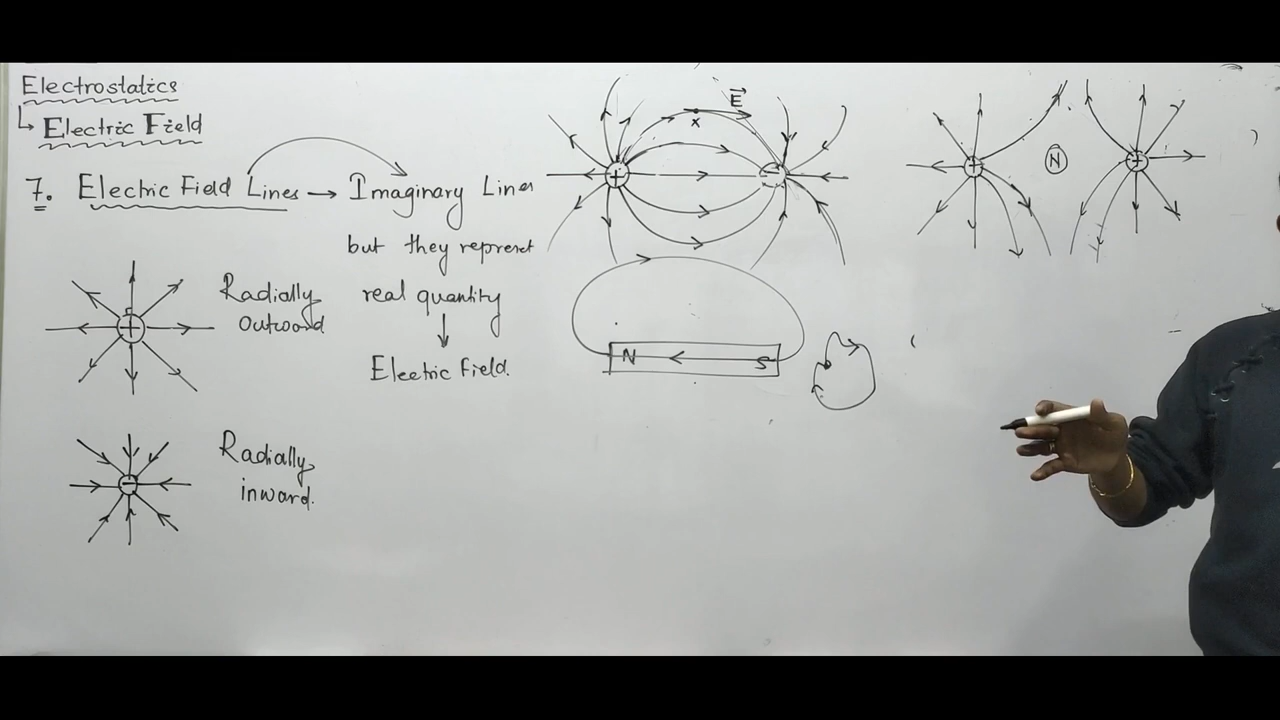 Electrostatics
↳ Electric Field
7. Electric Field Lines → Imaginary Lines
but they represet
real quantity
↓
Electric Field.
Radially
Outward
Radially
inward.
+
-
E
x
+
-
N S
+
N
+